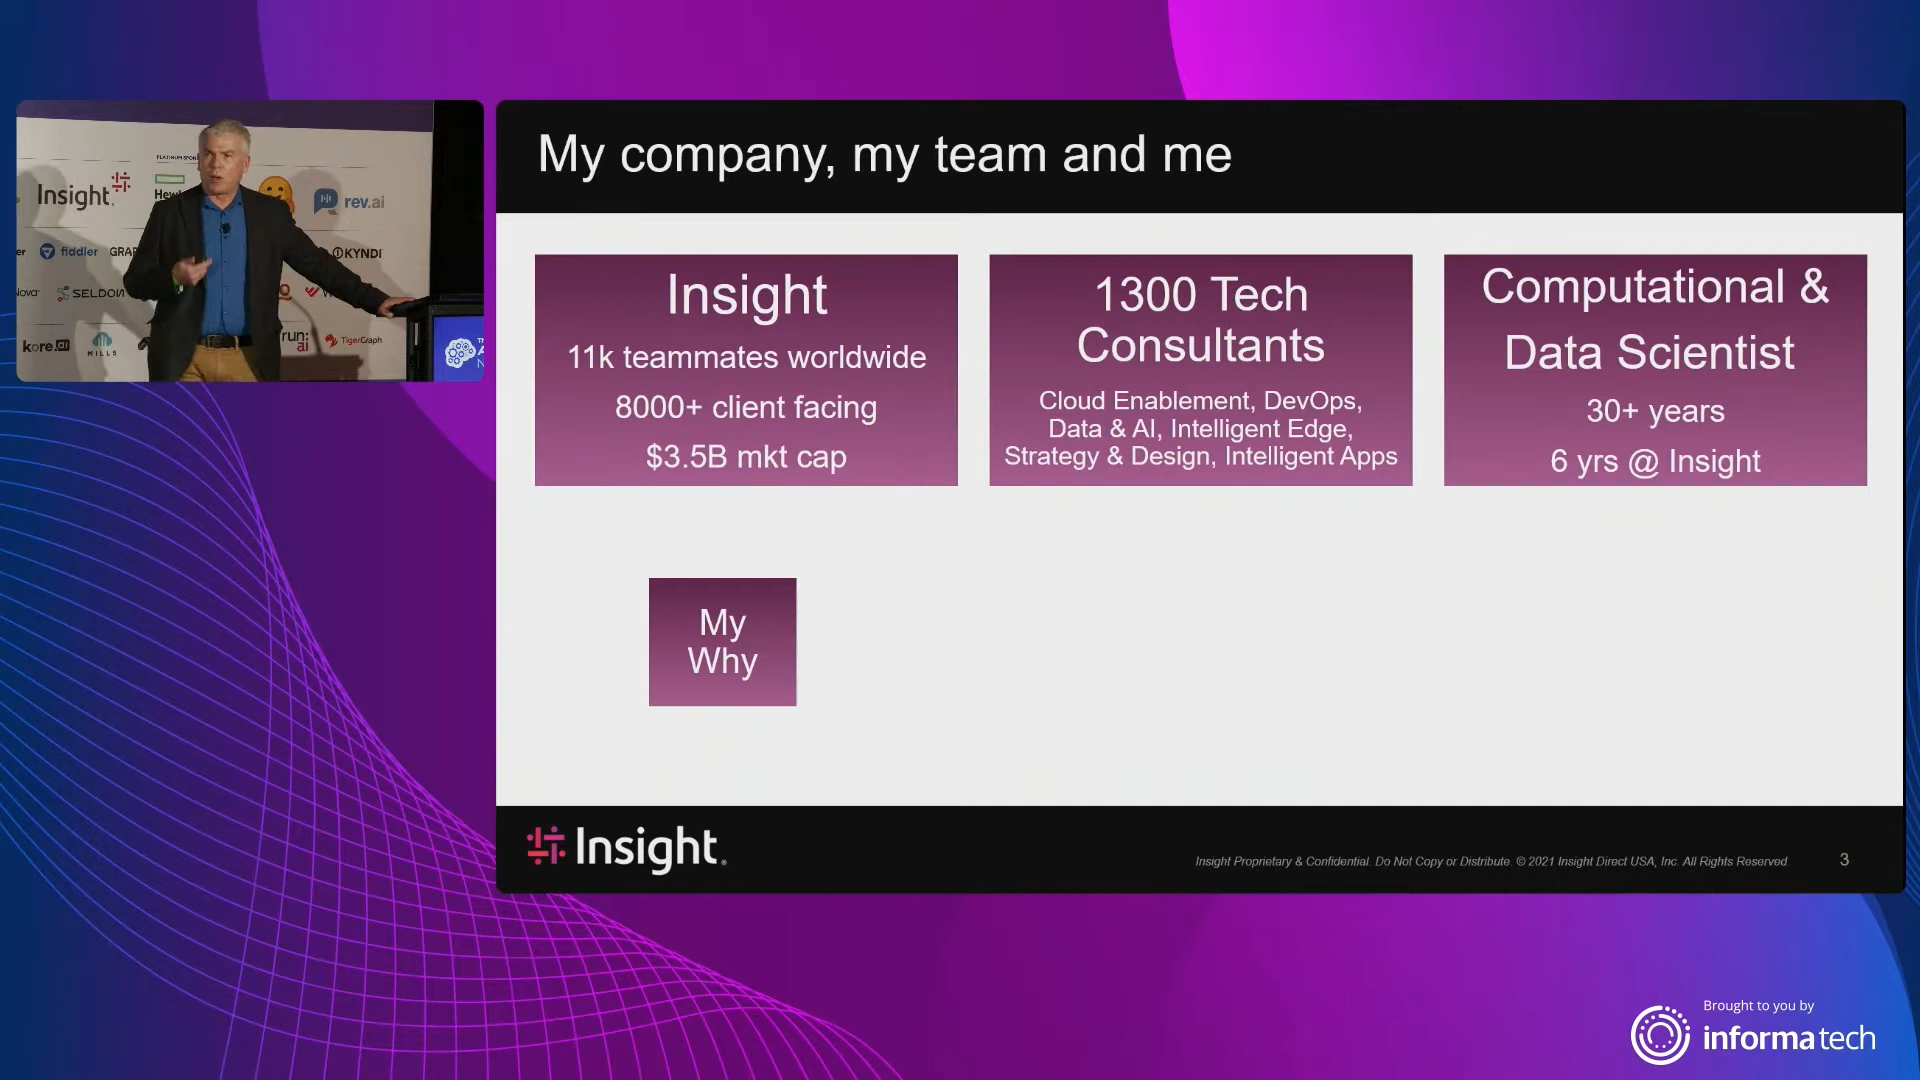 My company, my team and me
Insight
11k teammates worldwide
8000+ client facing
$3.5B mkt cap
1300 Tech
Consultants
Cloud Enablement, DevOps,
Data & AI, Intelligent Edge,
Strategy & Design, Intelligent Apps
Computational &
Data Scientist
30+ years
6 yrs @ Insight
My
Why
Insight
Insight Proprietary & Confidential. Do Not Copy or Distribute. © 2021 Insight Direct USA, Inc. All Rights Reserved.
3
Insight
rev.ai
fiddler
KYNDI
SELDON
kore.ai
MILLS
run:
ai
TigerGraph
Brought to you by
informa tech